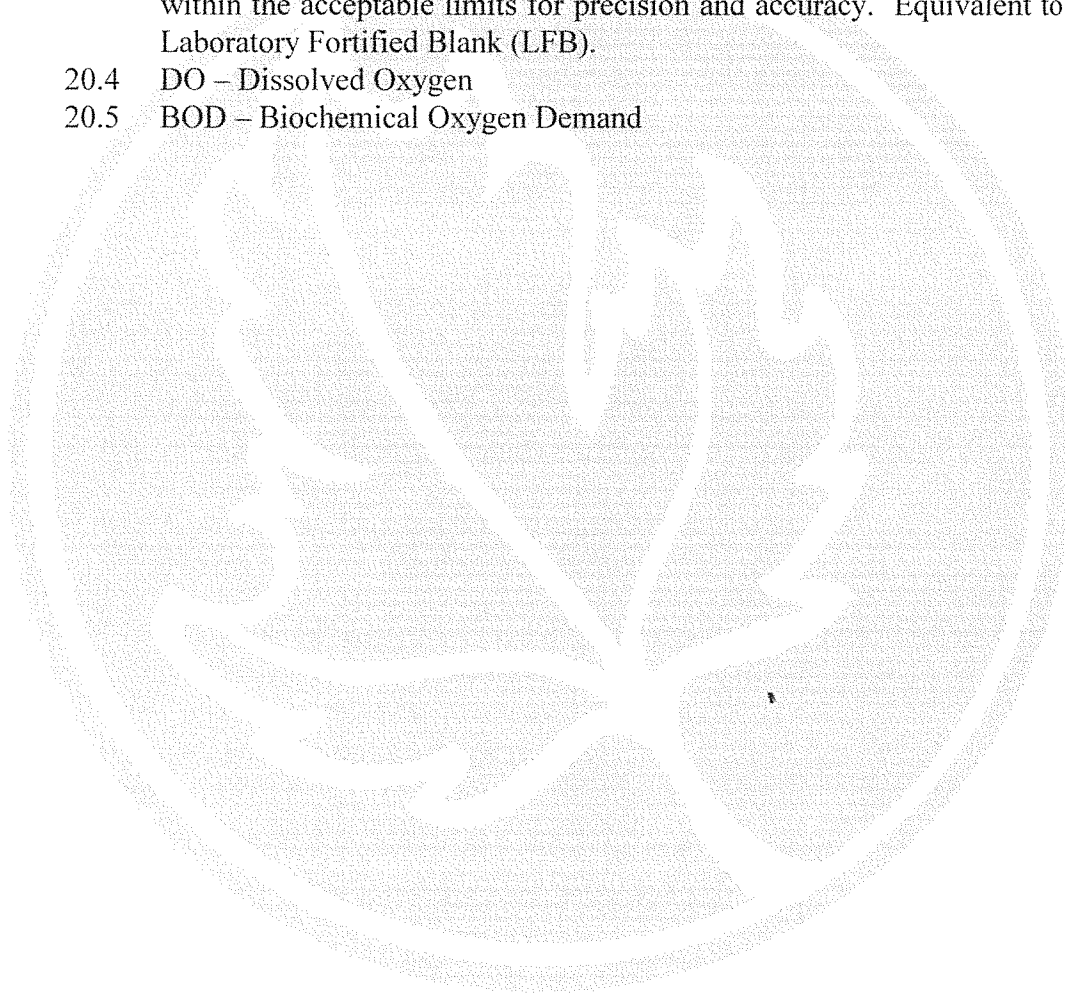 within the acceptable limits for precision and accuracy. Equivalent to
Laboratory Fortified Blank (LFB).
20.4 DO – Dissolved Oxygen
20.5 BOD – Biochemical Oxygen Demand